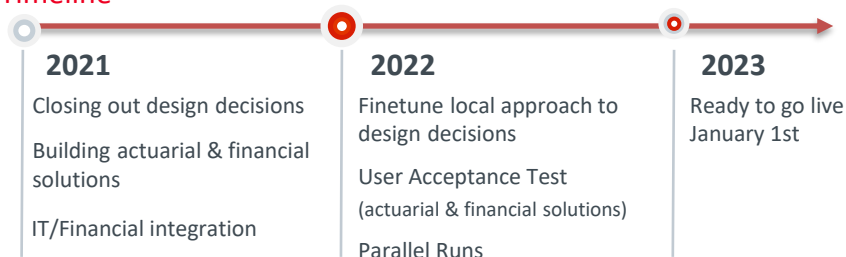 Timeline
2021
Closing out design decisions
Building actuarial & financial
solutions
IT/Financial integration
2022
Finetune local approach to
design decisions
User Acceptance Test
(actuarial & financial solutions)
Parallel Runs
2023
Ready to go live
January 1st